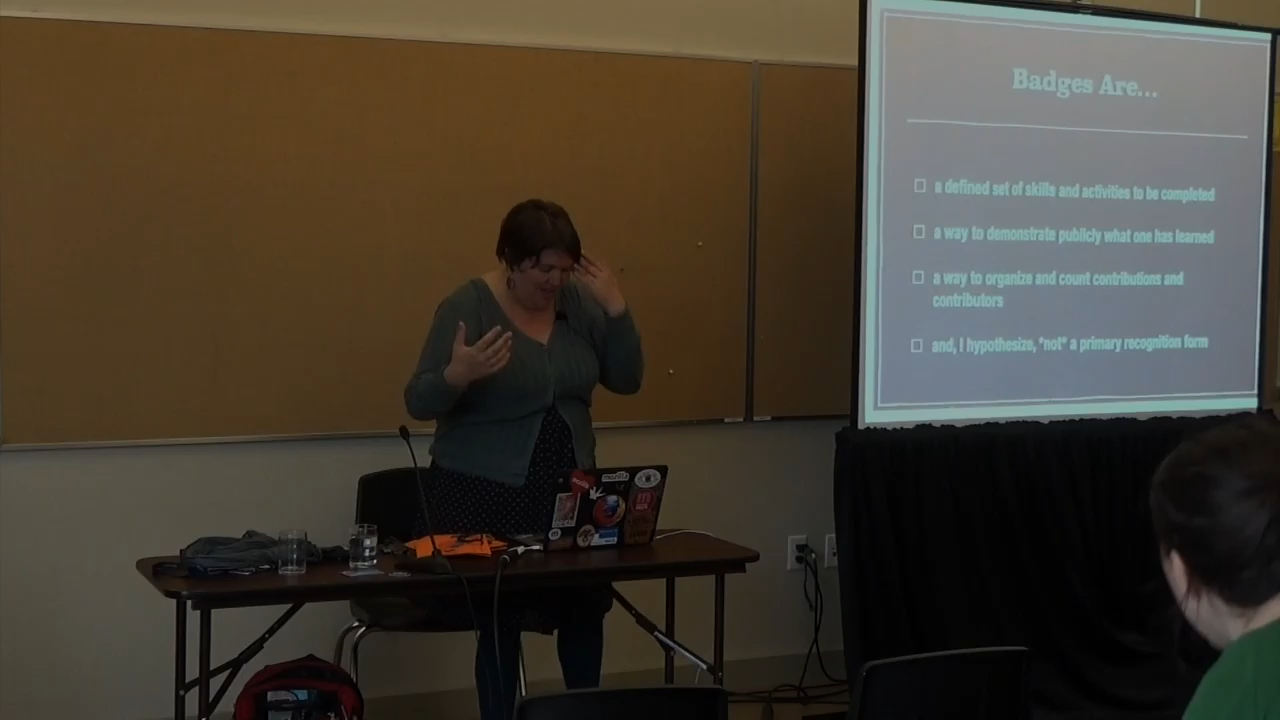 Badges Are...
a defined set of skills and activities to be completed
a way to demonstrate publicly what one has learned
a way to organize and count contributions and
contributors
and, I hypothesize, *not* a primary recognition form
mozilla